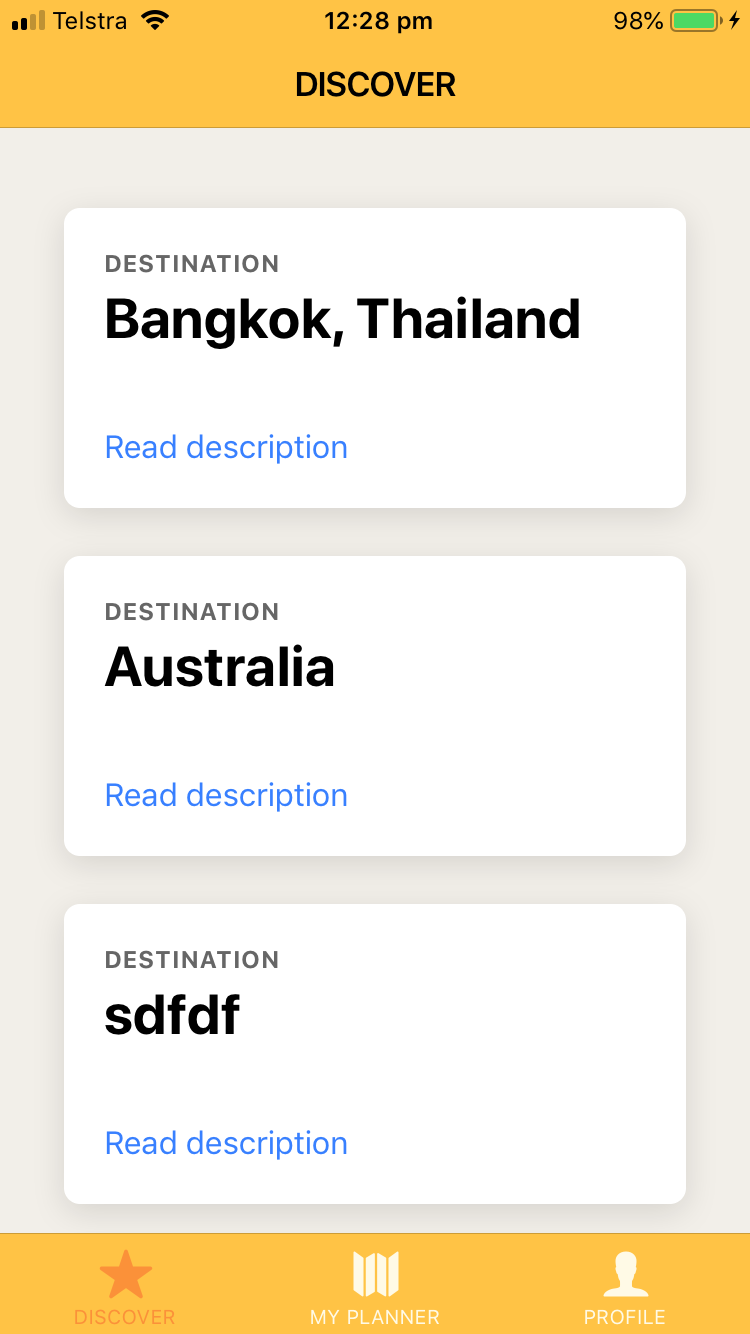 Telstra 12:28 pm 98%
DISCOVER
DESTINATION
Bangkok, Thailand
Read description
DESTINATION
Australia
Read description
DESTINATION
sdfdf
Read description
DISCOVER MY PLANNER PROFILE